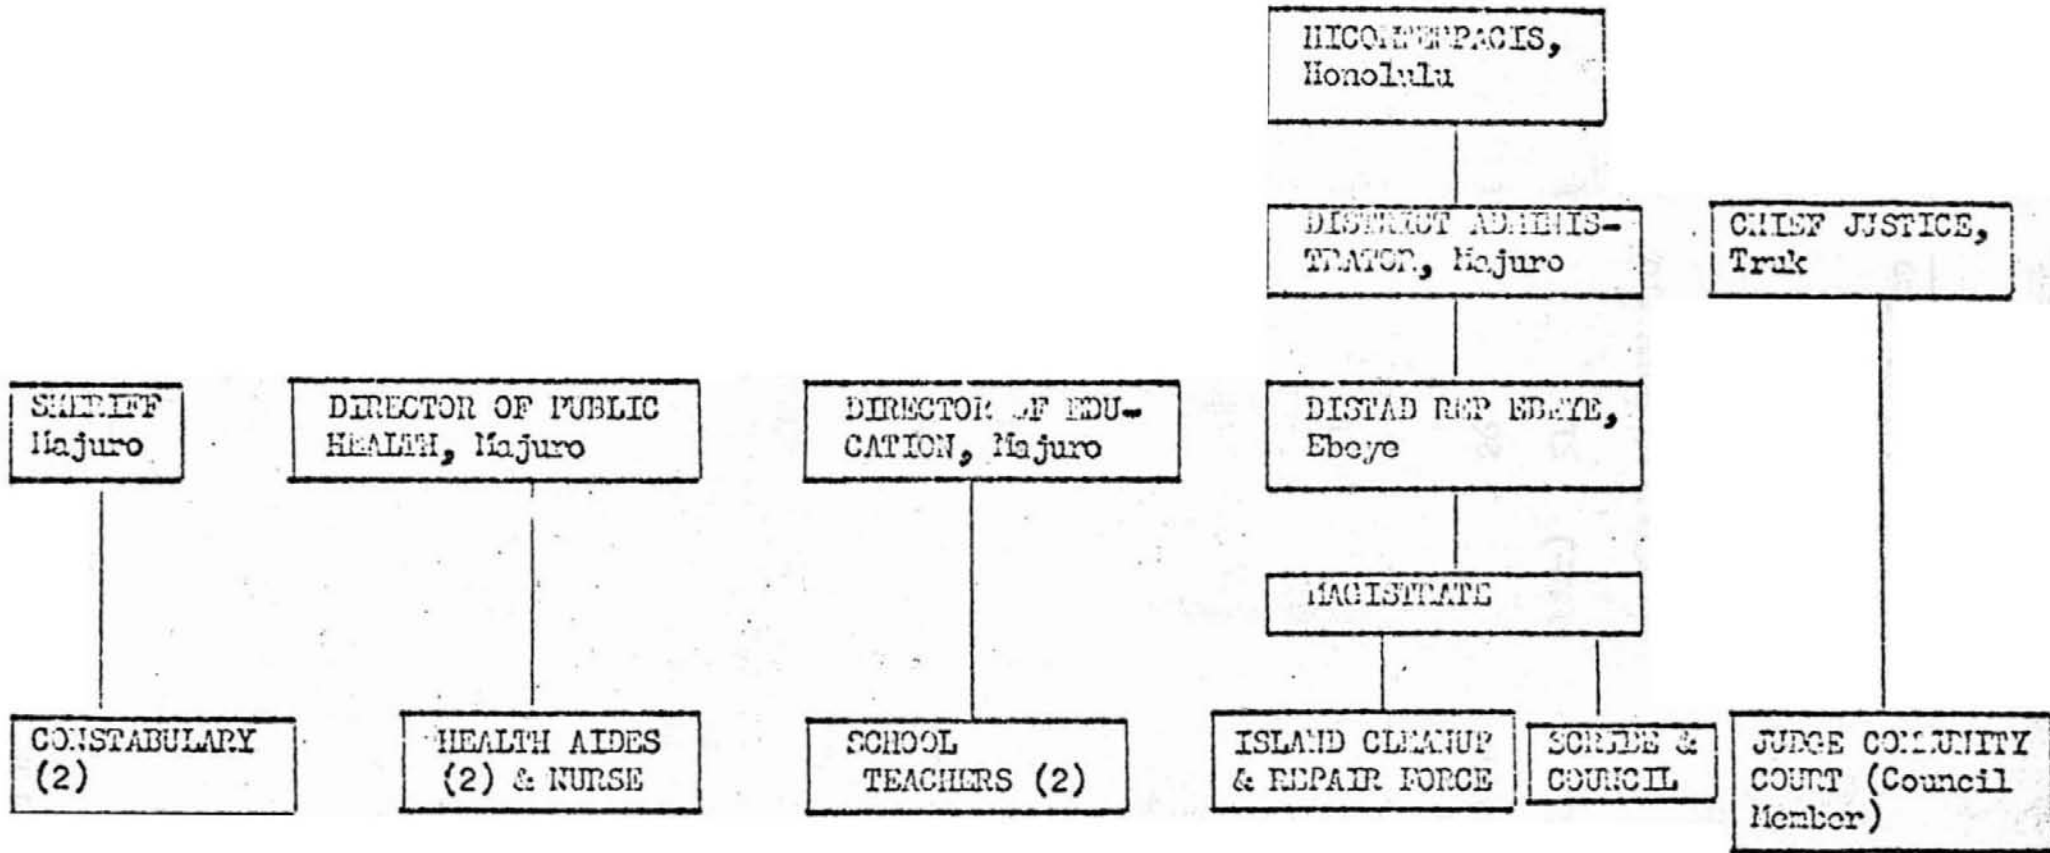 HICOMTERPACIS,
Honolulu
DISTRICT ADMINIS-
TRATOR, Majuro
CHIEF JUSTICE,
Truk
SHERIFF
Majuro
DIRECTOR OF PUBLIC
HEALTH, Majuro
DIRECTOR OF EDU-
CATION, Majuro
DISTAD REP EBEYE,
Ebeye
MAGISTRATE
CONSTABULARY
(2)
HEALTH AIDES
(2) & NURSE
SCHOOL
TEACHERS (2)
ISLAND CLEANUP
& REPAIR FORCE
SCRIBE &
COUNCIL
JUDGE COMMUNITY
COURT (Council
Member)